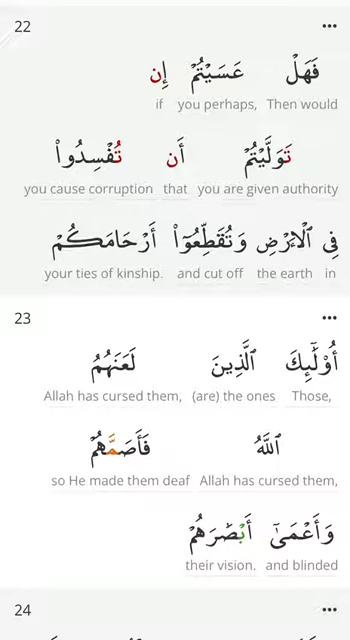 22 •••
فَهَلْ عَسَيْتُمْ إِن
Then would you perhaps, if
تَوَلَّيْتُمْ أَن تُفْسِدُوا۟
you are given authority that you cause corruption
فِى ٱلْأَرْضِ وَتُقَطِّعُوٓا۟ أَرْحَامَكُمْ
in the earth and cut off your ties of kinship.
23 •••
أُو۟لَـٰٓئِكَ ٱلَّذِينَ لَعَنَهُمُ
Those, (are) the ones Allah has cursed them,
ٱللَّهُ فَأَصَمَّهُمْ
Allah has cursed them, so He made them deaf
وَأَعْمَىٰٓ أَبْصَـٰرَهُمْ
and blinded their vision.
24 •••